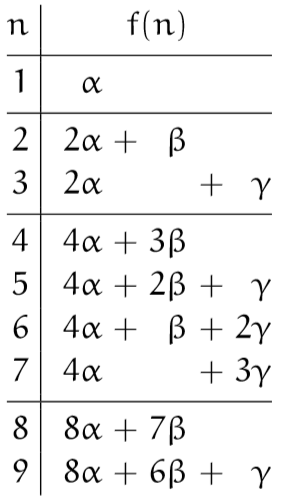 n f(n)
1 α
2 2α + β
3 2α + γ
4 4α + 3β
5 4α + 2β + γ
6 4α + β + 2γ
7 4α + 3γ
8 8α + 7β
9 8α + 6β + γ